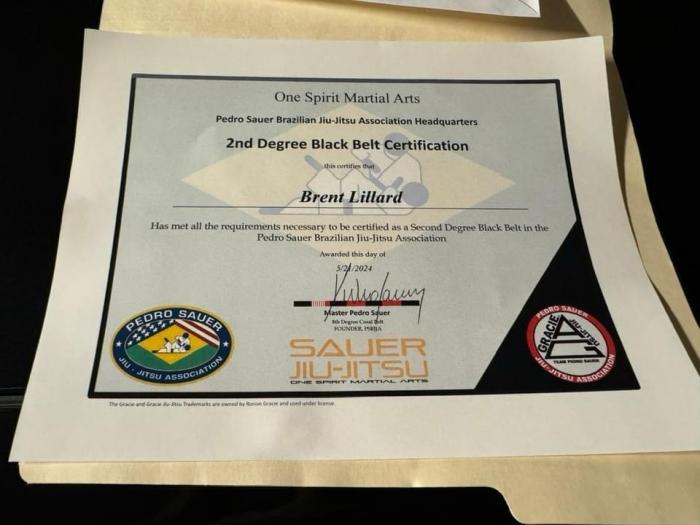 One Spirit Martial Arts
Pedro Sauer Brazilian Jiu-Jitsu Association Headquarters
2nd Degree Black Belt Certification
this certifies that
Brent Lillard
Has met all the requirements necessary to be certified as a Second Degree Black Belt in the
Pedro Sauer Brazilian Jiu-Jitsu Association
Awarded this day of
5/21/2024
Master Pedro Sauer
8th Degree Coral Belt
FOUNDER, PSBJJA
SAUER
JIU-JITSU
ONE SPIRIT MARTIAL ARTS
PEDRO SAUER
JIU - JITSU ASSOCIATION
PEDRO SAUER
GRACIE
TEAM PEDRO SAUER
JIU-JITSU ASSOCIATION
The Gracie and Gracie Jiu-Jitsu Trademarks are owned by Rorion Gracie and used under license.